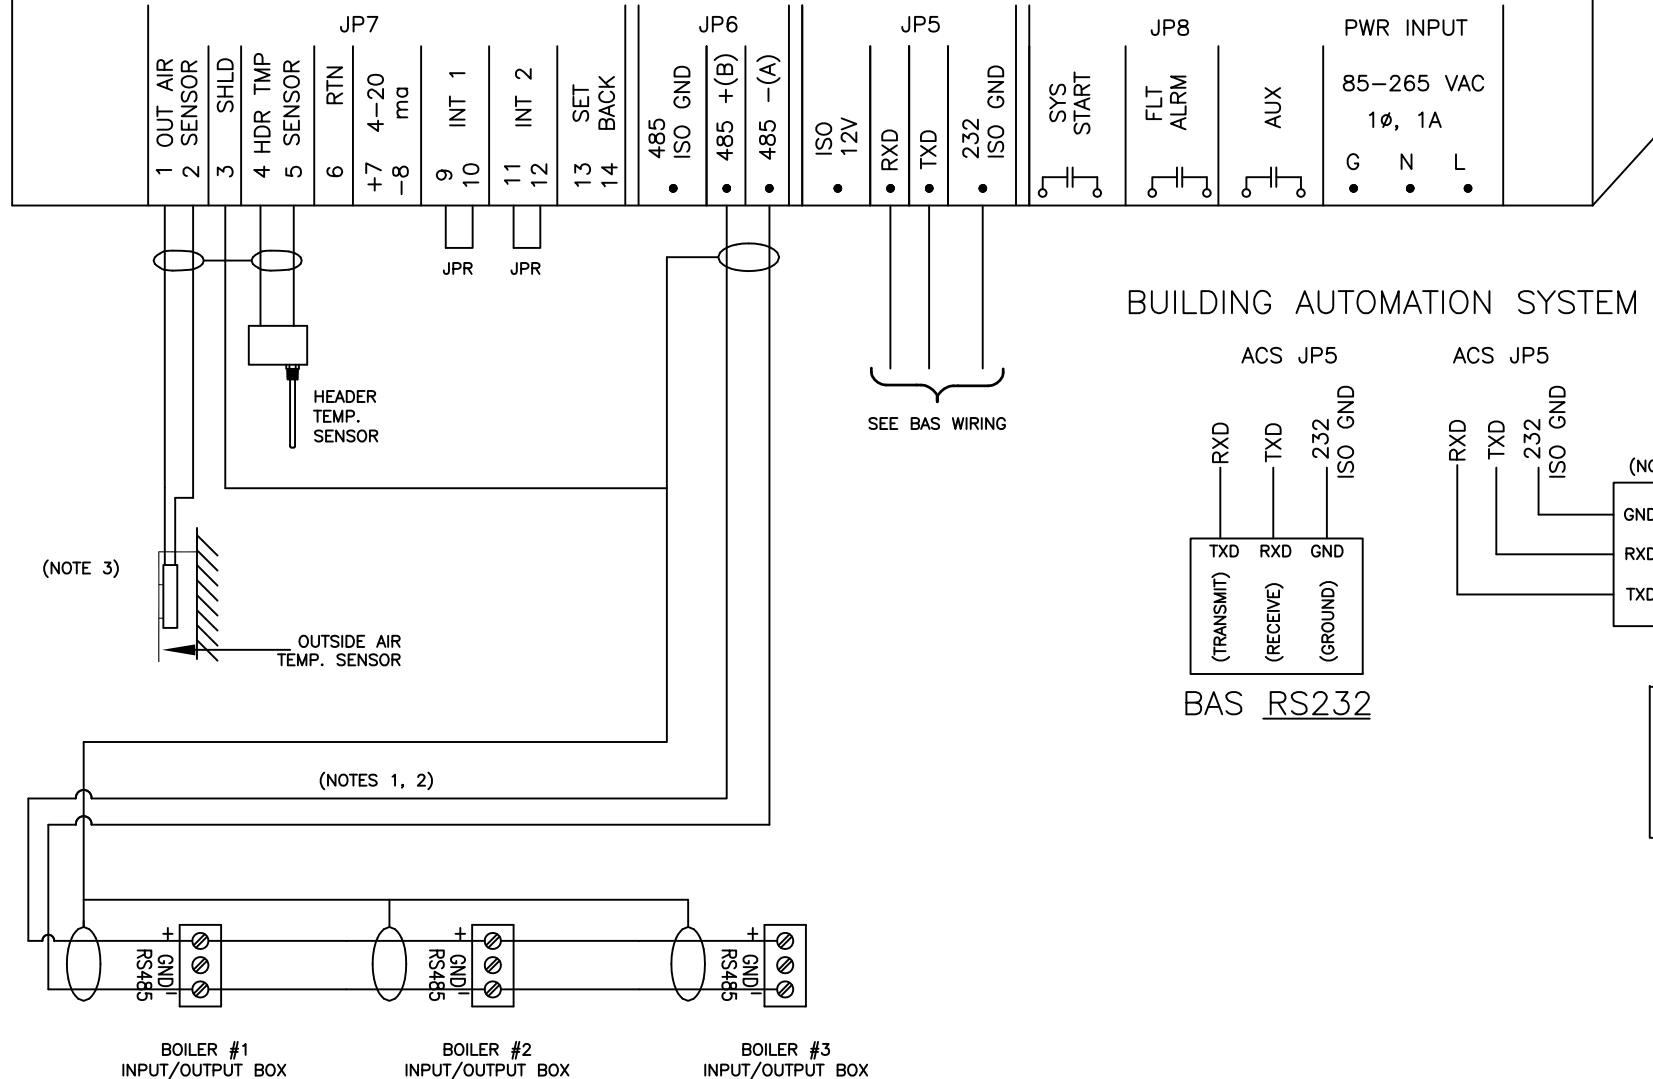 JP7
JP6
JP5
JP8
PWR INPUT
1 OUT AIR
2 SENSOR
3 SHLD
4 HDR TMP
5 SENSOR
6 RTN
+7 4-20
-8 ma
9 INT 1
10
11 INT 2
12
13 SET
14 BACK
485
ISO GND
485 +(B)
485 -(A)
ISO
12V
RXD
TXD
232
ISO GND
SYS
START
FLT
ALRM
AUX
85-265 VAC
1ø, 1A
G N L
JPR
JPR
HEADER
TEMP.
SENSOR
SEE BAS WIRING
BUILDING AUTOMATION SYSTEM
ACS JP5
RXD
TXD
232
ISO GND
TXD RXD GND
(TRANSMIT)
(RECEIVE)
(GROUND)
BAS RS232
ACS JP5
RXD
TXD
232
ISO GND
GND
RXD
TXD
(NOTE 3)
OUTSIDE AIR
TEMP. SENSOR
(NOTES 1, 2)
+
GND
-
RS485
+
GND
-
RS485
+
GND
-
RS485
BOILER #1
INPUT/OUTPUT BOX
BOILER #2
INPUT/OUTPUT BOX
BOILER #3
INPUT/OUTPUT BOX